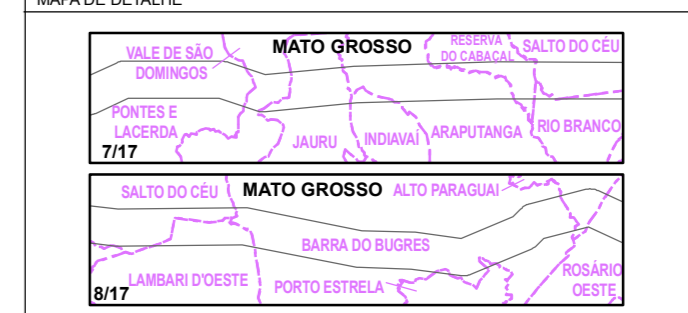 MAPA DE DETALHE
VALE DE SÃO
DOMINGOS
MATO GROSSO
RESERVA
DO CABAÇAL
SALTO DO CÉU
PONTES E
LACERDA
JAURU
INDIAVAÍ
ARAPUTANGA
RIO BRANCO
7/17
SALTO DO CÉU
MATO GROSSO
ALTO PARAGUAI
BARRA DO BUGRES
LAMBARI D'OESTE
PORTO ESTRELA
ROSÁRIO
OESTE
8/17